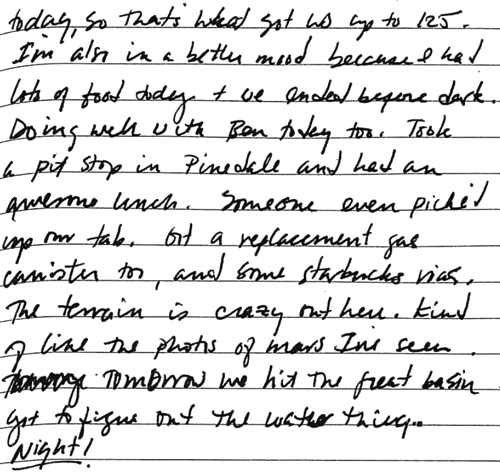 today, so that's what got us up to 125.
I'm also in a better mood because I had
lots of food today + we ended before dark.
Doing well with Ben today too. Took
a pit stop in Pinedale and had an
awesome lunch. Someone even picked
up our tab. Got a replacement gas
canister too, and some starbucks vias.
The terrain is crazy out here. Kind
of like the photos of mars I've seen.
Tomorrow we hit the great basin
got to figure out the water thing..
Night!